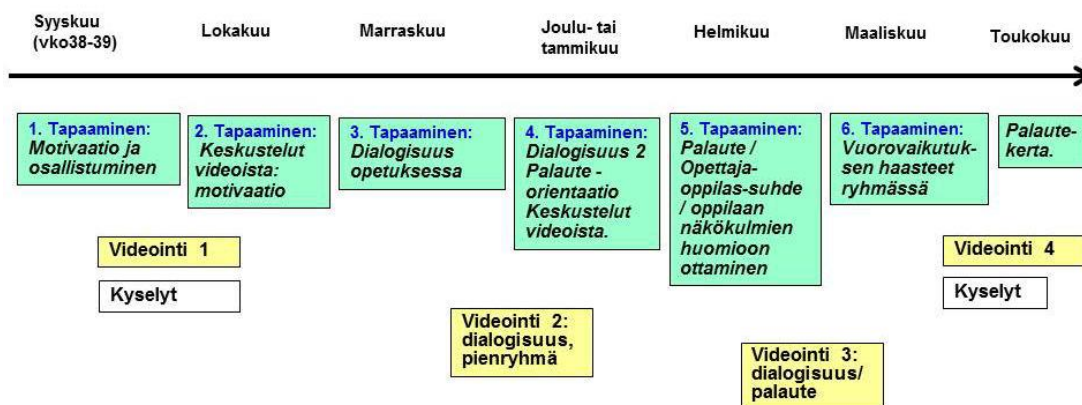 Syyskuu
(vko38-39)
Lokakuu
Marraskuu
Joulu- tai
tammikuu
Helmikuu
Maaliskuu
Toukokuu
1. Tapaaminen:
Motivaatio ja
osallistuminen
2. Tapaaminen:
Keskustelut
videoista:
motivaatio
3. Tapaaminen:
Dialogisuus
opetuksessa
4. Tapaaminen:
Dialogisuus 2
Palaute -
orientaatio
Keskustelut
videoista.
5. Tapaaminen:
Palaute /
Opettaja-
oppilas-suhde
/ oppilaan
näkökulmien
huomioon
ottaminen
6. Tapaaminen:
Vuorovaikutuk-
sen haasteet
ryhmässä
Palaute-
kerta.
Videointi 1
Kyselyt
Videointi 2:
dialogisuus,
pienryhmä
Videointi 3:
dialogisuus/
palaute
Videointi 4
Kyselyt